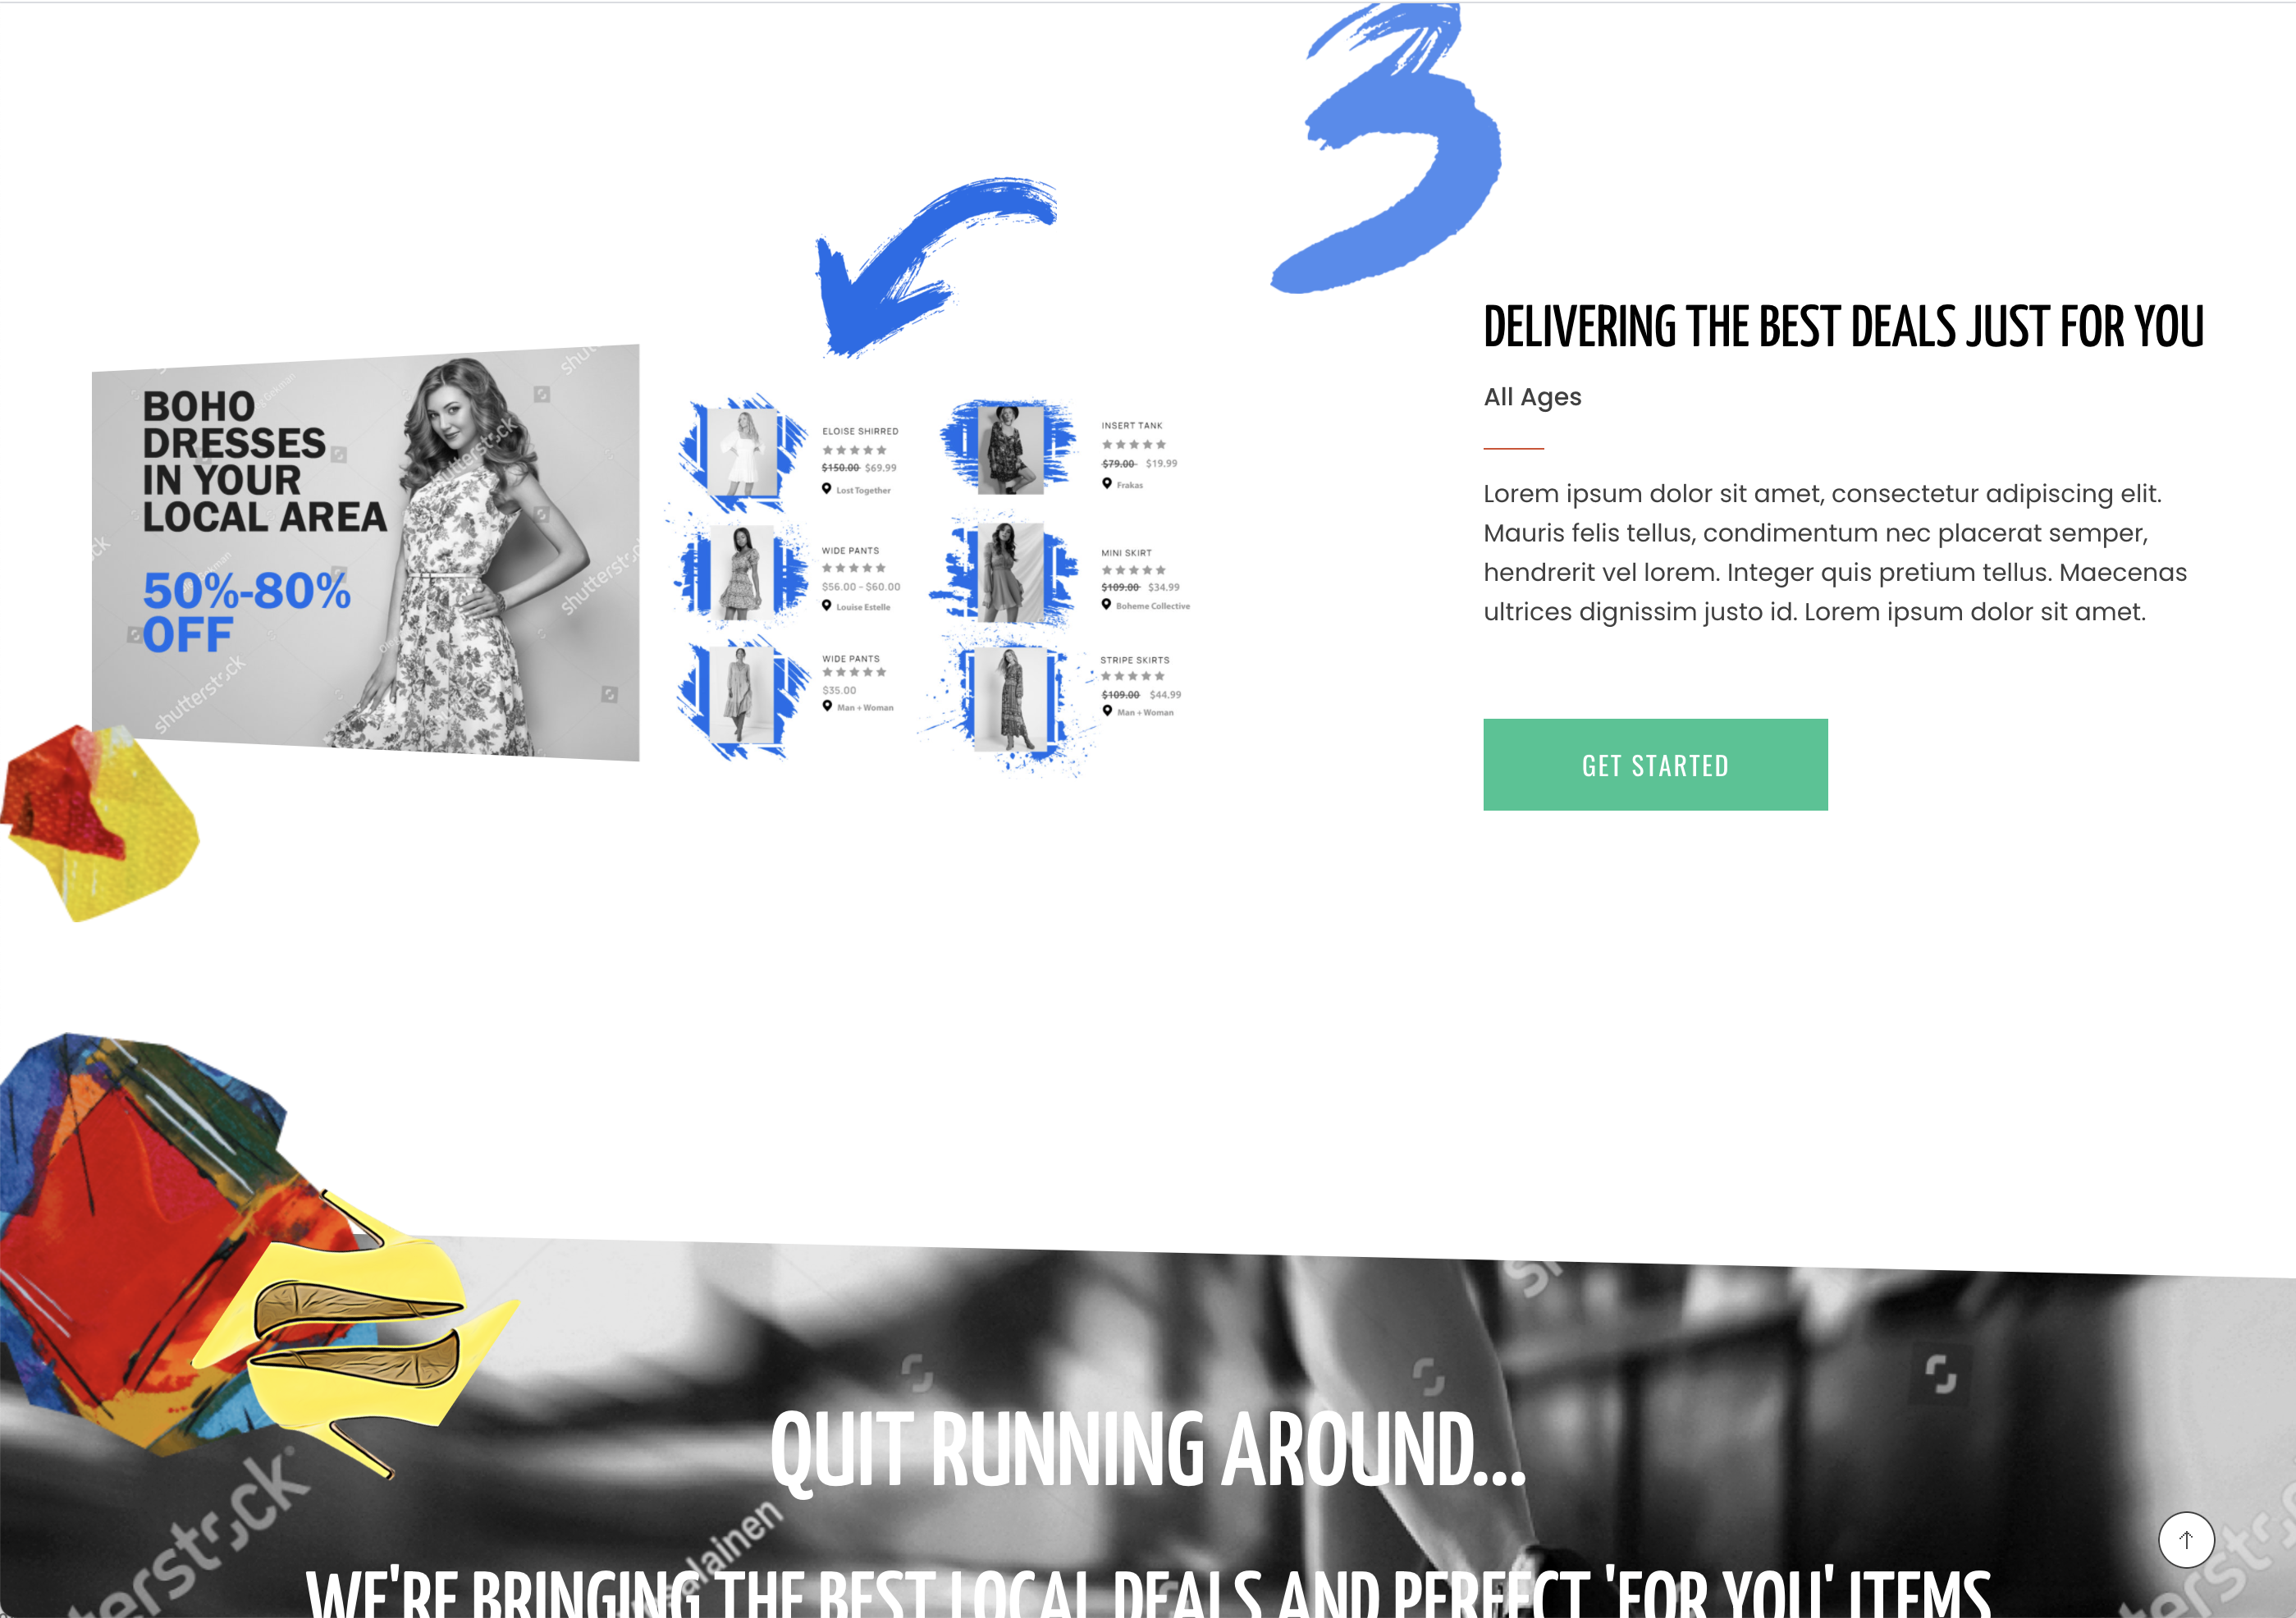 3
DELIVERING THE BEST DEALS JUST FOR YOU
All Ages
Lorem ipsum dolor sit amet, consectetur adipiscing elit.
Mauris felis tellus, condimentum nec placerat semper,
hendrerit vel lorem. Integer quis pretium tellus. Maecenas
ultrices dignissim justo id. Lorem ipsum dolor sit amet.
GET STARTED
BOHO
DRESSES
IN YOUR
LOCAL AREA
50%-80%
OFF
shutterstock
shutterstock
shutterstock
ELOISE SHIRRED
$150.00 $69.99
Lost Together
INSERT TANK
$79.00 $19.99
Frakas
WIDE PANTS
$56.00 - $60.00
Louise Estelle
MINI SKIRT
$109.00 $34.99
Boheme Collective
WIDE PANTS
$35.00
Man + Woman
STRIPE SKIRTS
$109.00 $44.99
Man + Woman
QUIT RUNNING AROUND...
WE'RE BRINGING THE BEST LOCAL DEALS AND PERFECT 'FOR YOU' ITEMS